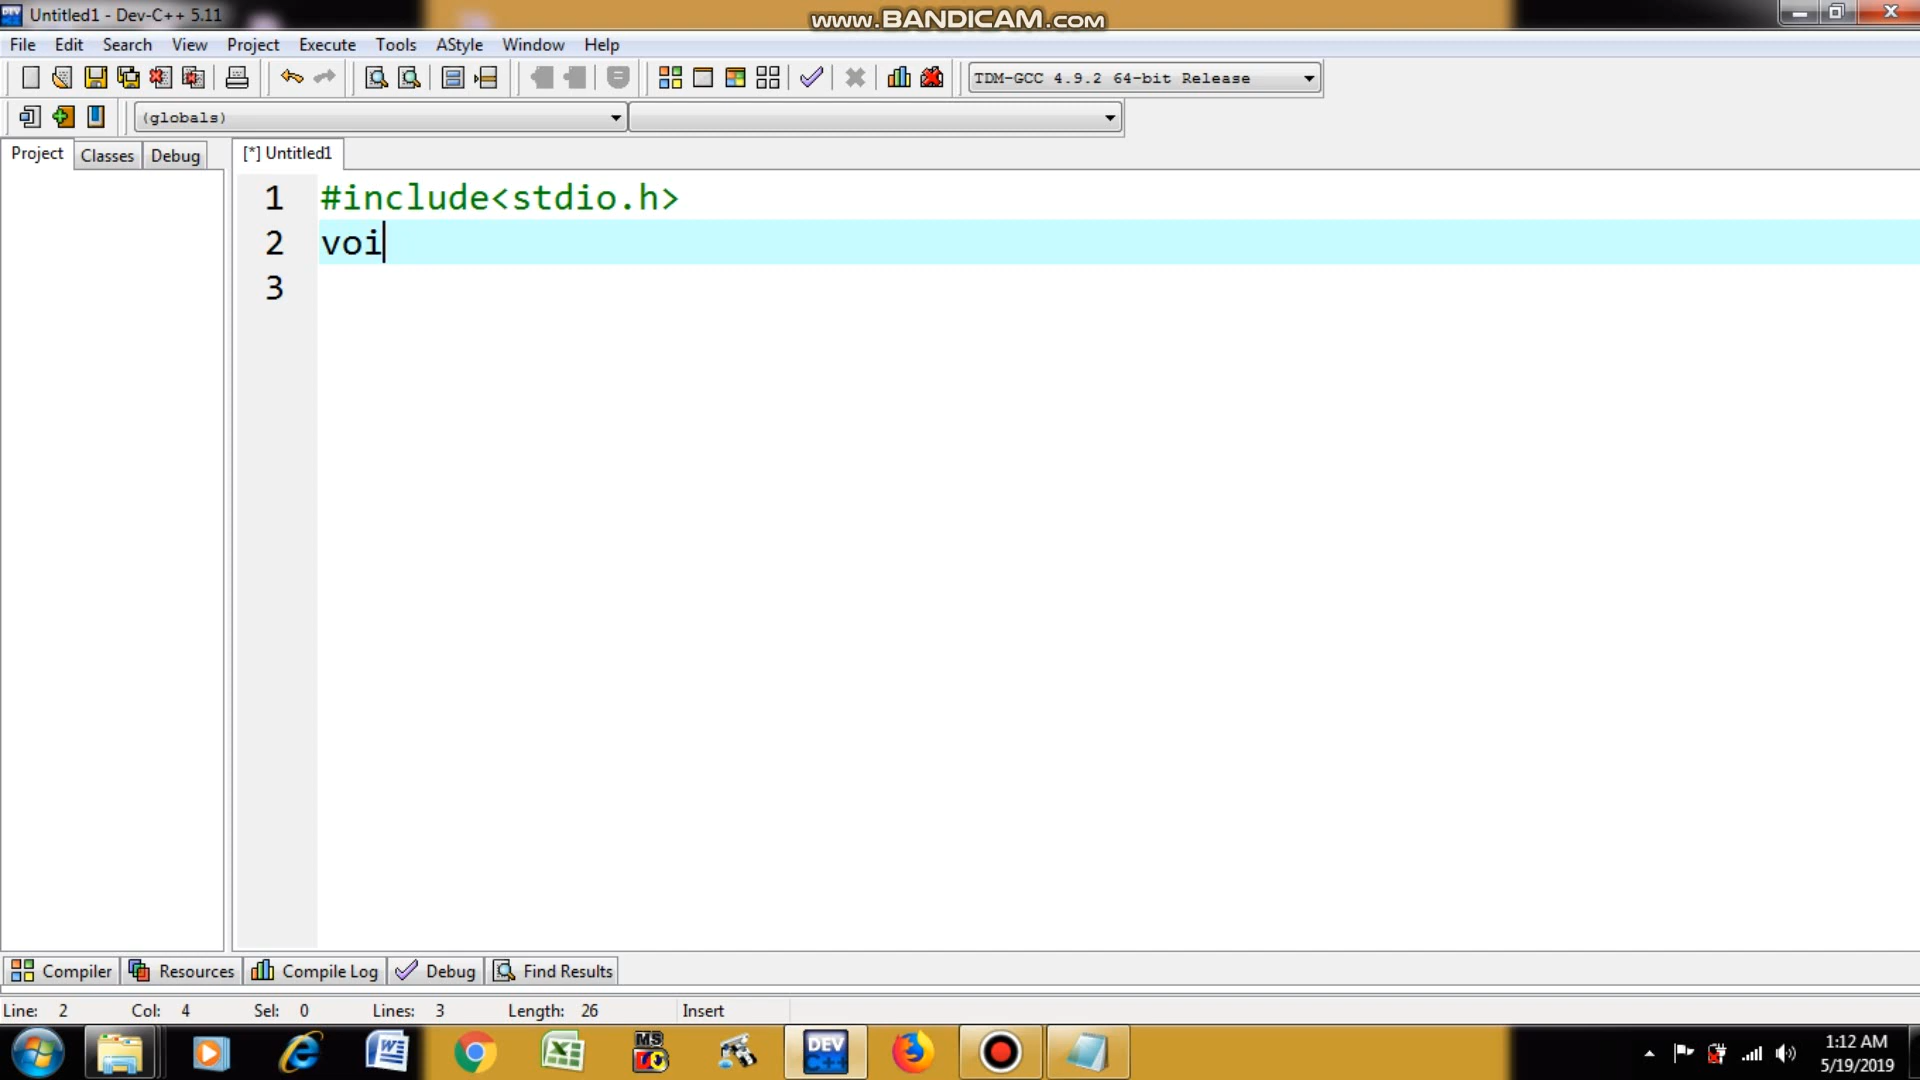 Untitled1 - Dev-C++ 5.11
www.BANDICAM.com
File Edit Search View Project Execute Tools AStyle Window Help
TDM-GCC 4.9.2 64-bit Release
(globals)
Project Classes Debug [*] Untitled1
1 #include<stdio.h>
2 voi
3
Compiler Resources Compile Log Debug Find Results
Line: 2 Col: 4 Sel: 0 Lines: 3 Length: 26 Insert
W X MS DEV C++
1:12 AM
5/19/2019